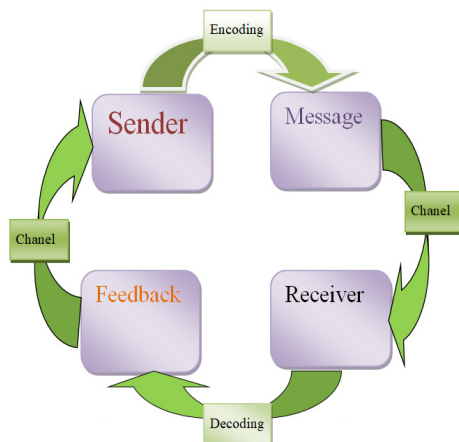 Encoding
Sender
Message
Chanel
Chanel
Feedback
Receiver
Decoding